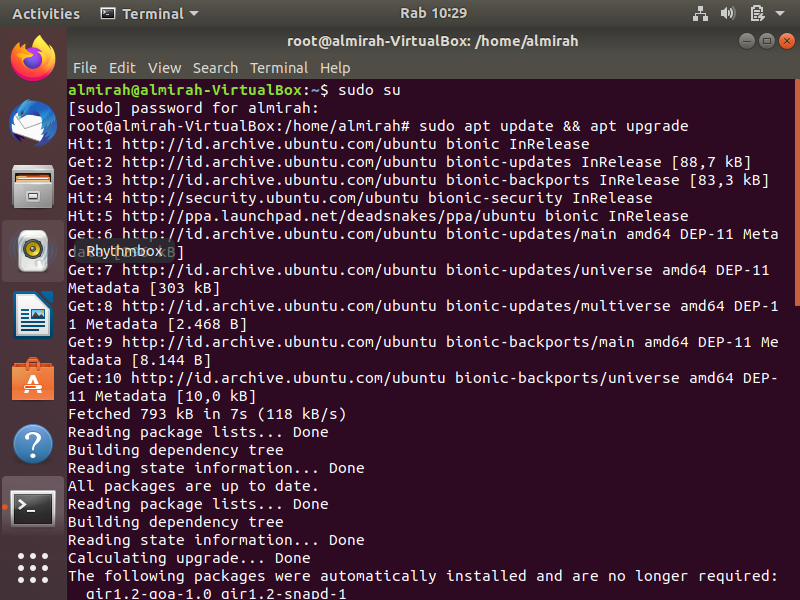 Activities Terminal Rab 10:29
root@almirah-VirtualBox: /home/almirah
File Edit View Search Terminal Help
almirah@almirah-VirtualBox:~$ sudo su
[sudo] password for almirah:
root@almirah-VirtualBox:/home/almirah# sudo apt update && apt upgrade
Hit:1 http://id.archive.ubuntu.com/ubuntu bionic InRelease
Get:2 http://id.archive.ubuntu.com/ubuntu bionic-updates InRelease [88,7 kB]
Get:3 http://id.archive.ubuntu.com/ubuntu bionic-backports InRelease [83,3 kB]
Hit:4 http://security.ubuntu.com/ubuntu bionic-security InRelease
Hit:5 http://ppa.launchpad.net/deadsnakes/ppa/ubuntu bionic InRelease
Get:6 http://id.archive.ubuntu.com/ubuntu bionic-updates/main amd64 DEP-11 Meta
Rhythmbox kB]
Get:7 http://id.archive.ubuntu.com/ubuntu bionic-updates/universe amd64 DEP-11
Metadata [303 kB]
Get:8 http://id.archive.ubuntu.com/ubuntu bionic-updates/multiverse amd64 DEP-1
1 Metadata [2.468 B]
Get:9 http://id.archive.ubuntu.com/ubuntu bionic-backports/main amd64 DEP-11 Me
tadata [8.144 B]
Get:10 http://id.archive.ubuntu.com/ubuntu bionic-backports/universe amd64 DEP-
11 Metadata [10,0 kB]
Fetched 793 kB in 7s (118 kB/s)
Reading package lists... Done
Building dependency tree
Reading state information... Done
All packages are up to date.
Reading package lists... Done
Building dependency tree
Reading state information... Done
Calculating upgrade... Done
The following packages were automatically installed and are no longer required:
gir1.2-goa-1.0 gir1.2-snapd-1